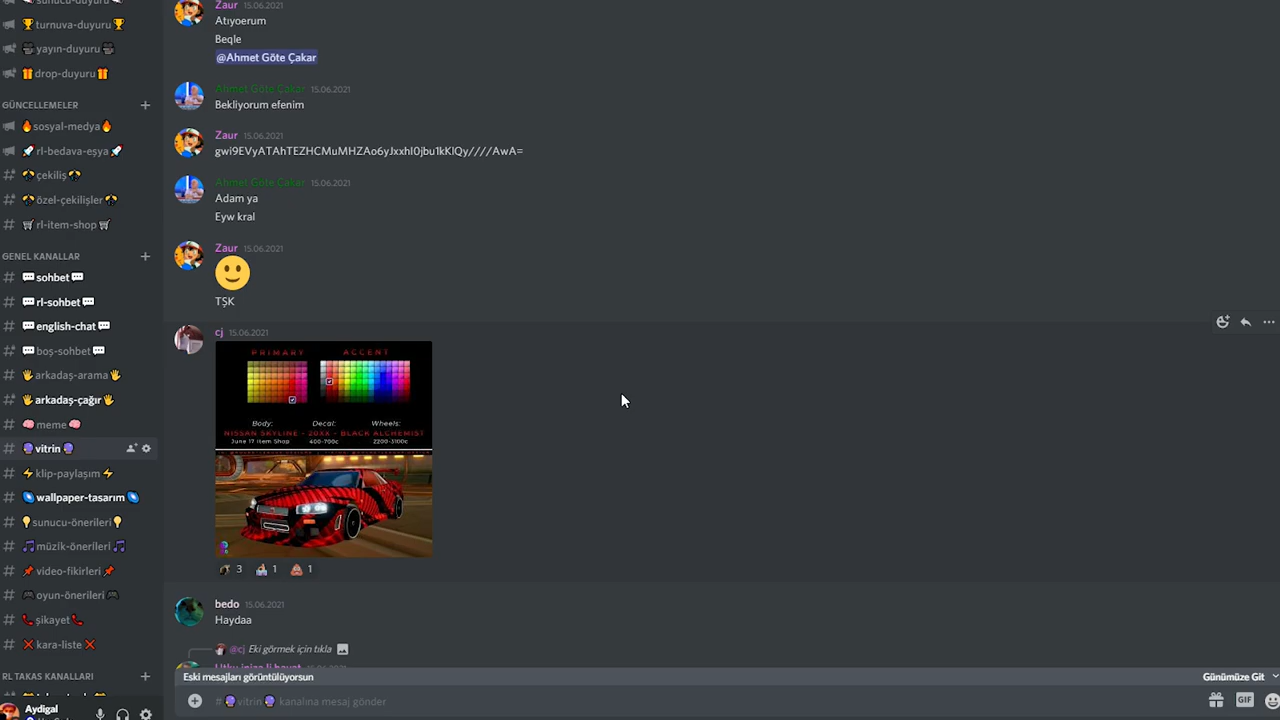 sunucu-duyuru
turnuva-duyuru
yayın-duyuru
drop-duyuru
GÜNCELLEMELER
sosyal-medya
rl-bedava-eşya
çekiliş
özel-çekilişler
rl-item-shop
GENEL KANALLAR
sohbet
rl-sohbet
english-chat
boş-sohbet
arkadaş-arama
arkadaş-çağır
meme
vitrin
klip-paylaşım
wallpaper-tasarım
sunucu-önerileri
müzik-önerileri
video-fikirleri
oyun-önerileri
şikayet
kara-liste
RL TAKAS KANALLARI
Aydigal
Zaur
Atıyoerum
Beqle
@Ahmet Göte Çakar
Ahmet Göte Çakar 15.06.2021
Bekliyorum efenim
Zaur 15.06.2021
gwi9EVyATAhTEZHCMuMHZAo6yJxxhI0jbu1kKlQy////AwA=
Ahmet Göte Çakar 15.06.2021
Adam ya
Eyw kral
Zaur 15.06.2021
TŞK
cj 15.06.2021
PRIMARY ACCENT
Body: Decal: Wheels:
NISSAN SKYLINE - 20XX - BLACK ALCHEMIST
June 17 Item Shop 400-700c 2200-3100c
3 1 1
bedo 15.06.2021
Haydaa
@cj Eki görmek için tıkla
Eski mesajları görüntülüyorsun
Günümüze Git
# vitrin kanalına mesaj gönder
GIF